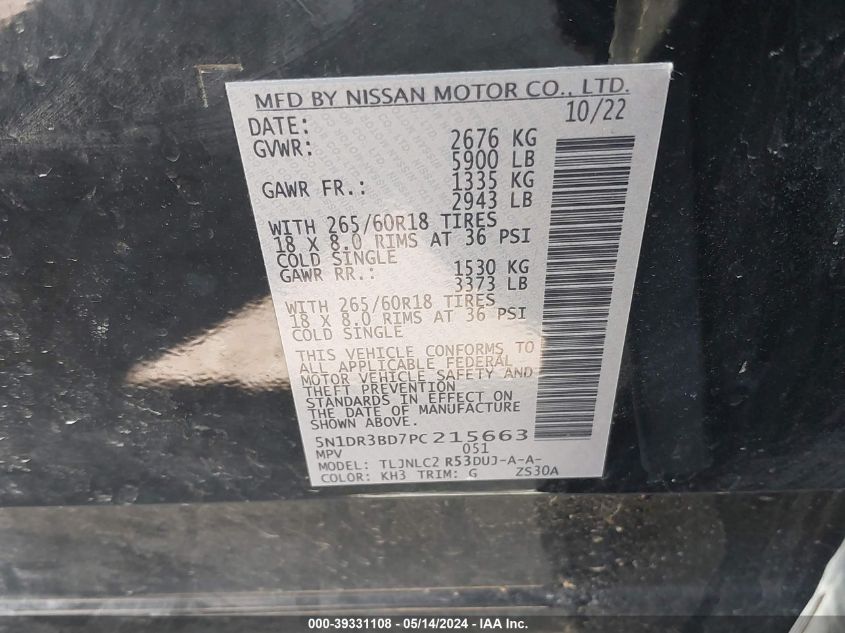 MFD BY NISSAN MOTOR CO., LTD.
DATE: 10/22
GVWR: 2676 KG
5900 LB
GAWR FR.: 1335 KG
2943 LB
WITH 265/60R18 TIRES
18 X 8.0 RIMS AT 36 PSI
COLD SINGLE
GAWR RR.: 1530 KG
3373 LB
WITH 265/60R18 TIRES
18 X 8.0 RIMS AT 36 PSI
COLD SINGLE
THIS VEHICLE CONFORMS TO
ALL APPLICABLE FEDERAL
MOTOR VEHICLE SAFETY AND
THEFT PREVENTION
STANDARDS IN EFFECT ON
THE DATE OF MANUFACTURE
SHOWN ABOVE.
5N1DR3BD7PC215663
MPV 051
MODEL: TLJNLC2 R53DUJ-A-A-
COLOR: KH3 TRIM: G ZS30A
000-39331108 - 05/14/2024 - IAA Inc.